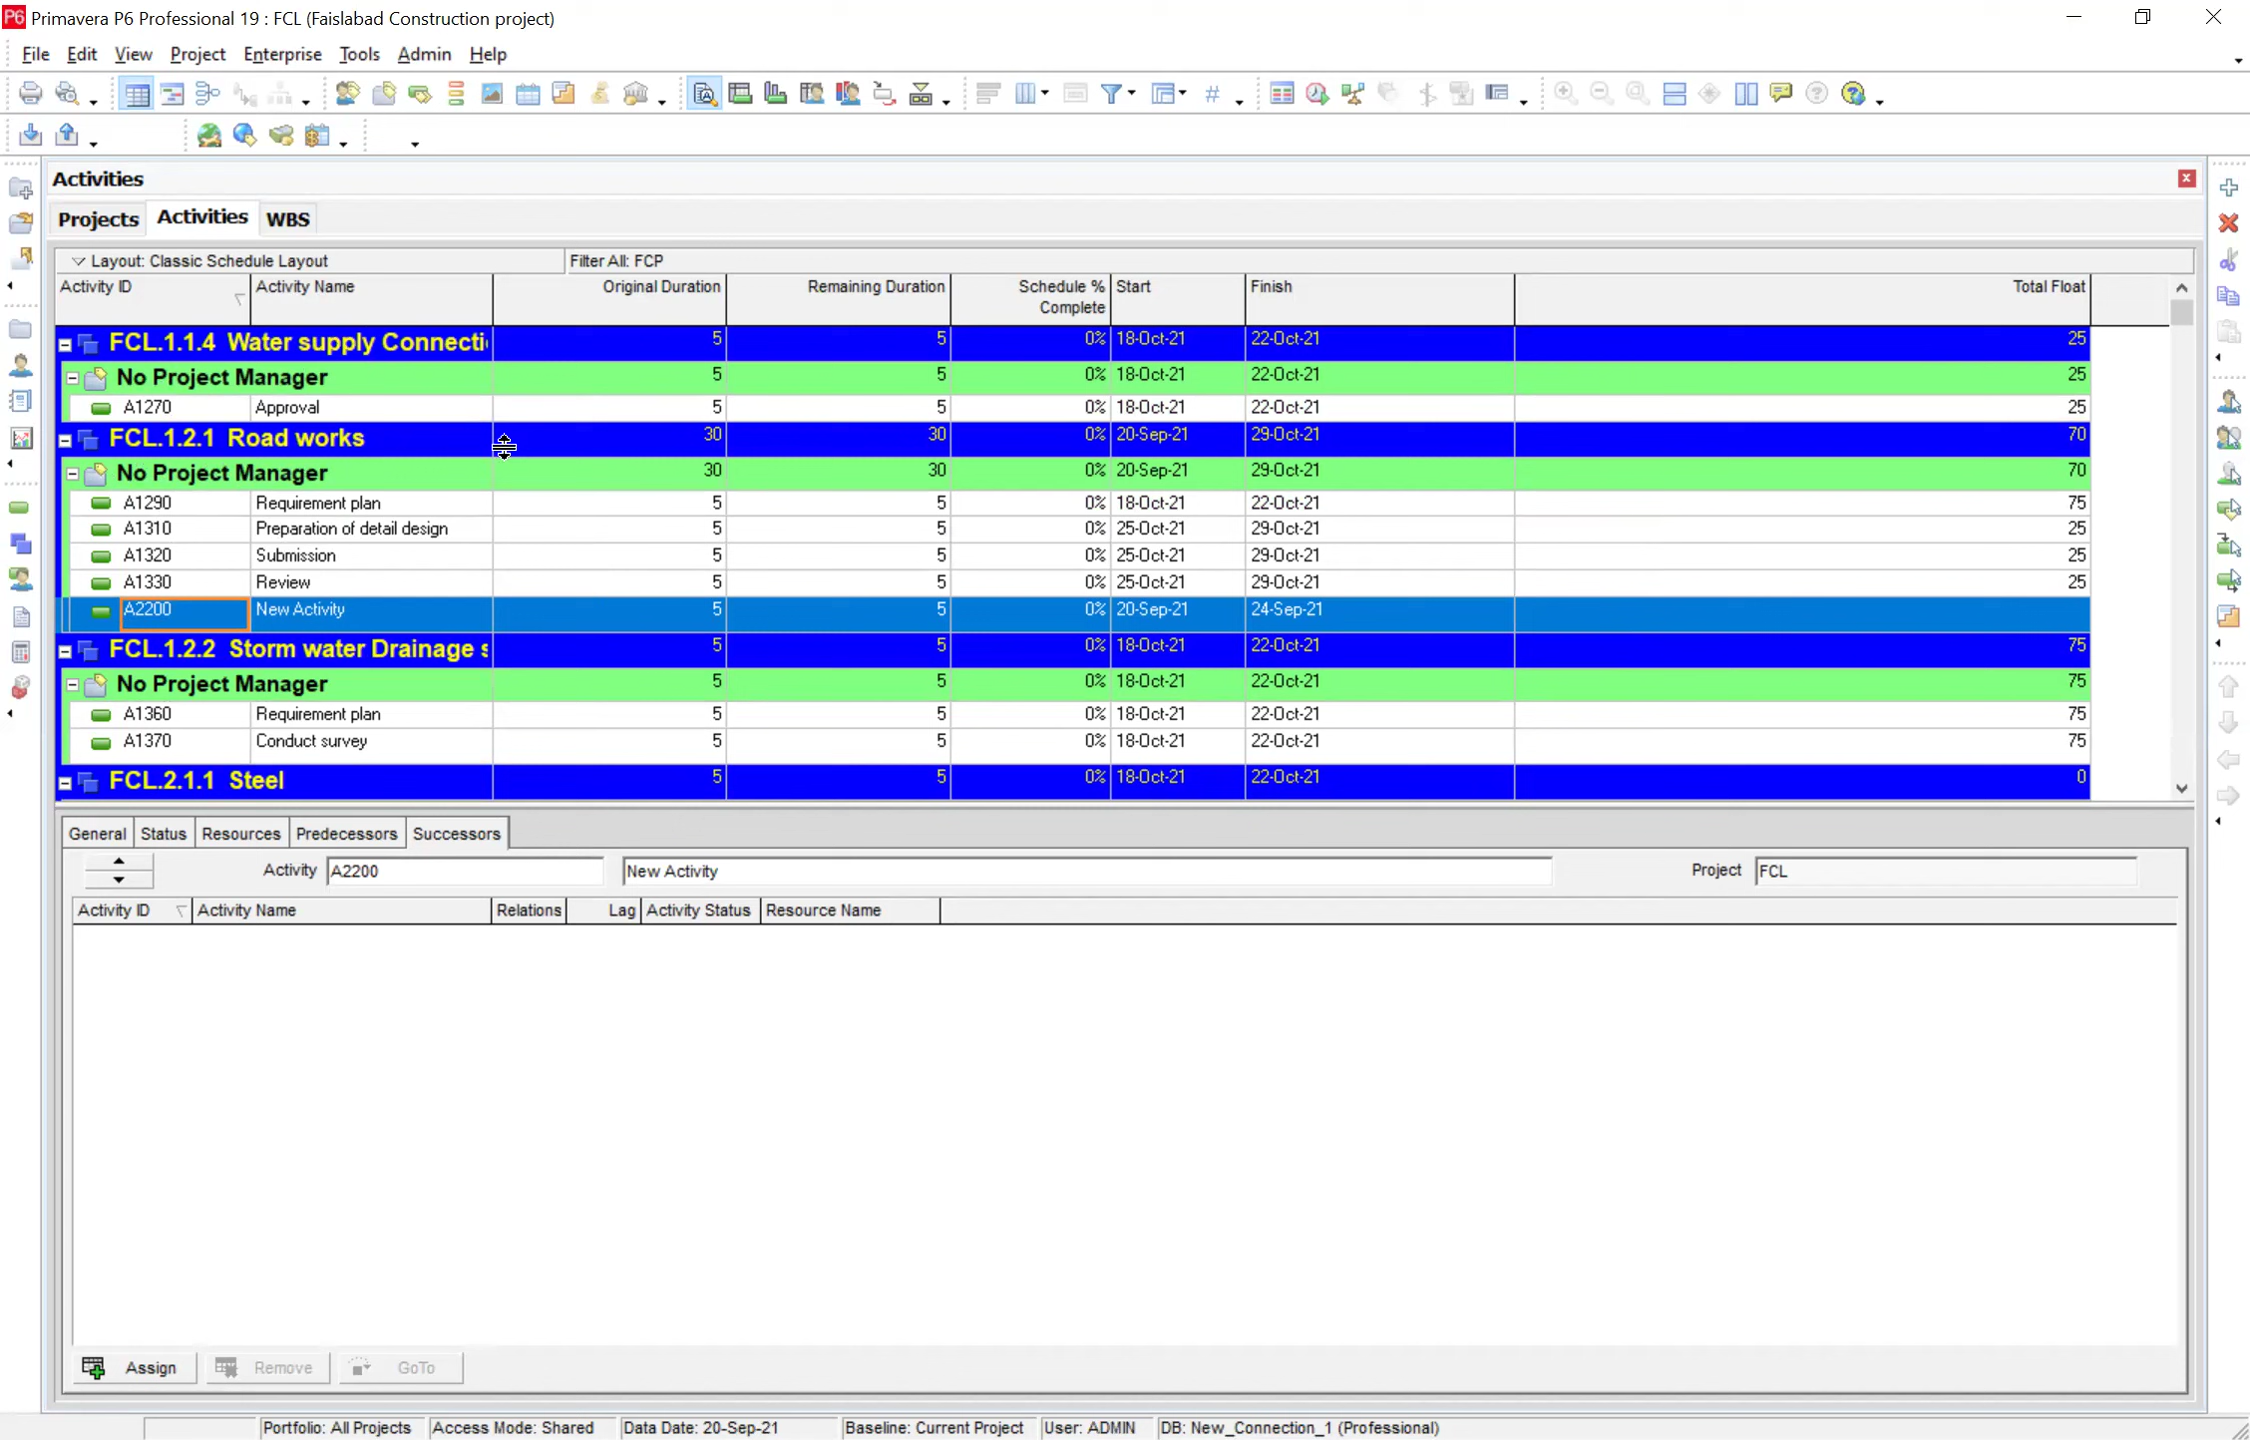 P6 Primavera P6 Professional 19 : FCL (Faislabad Construction project)
File Edit View Project Enterprise Tools Admin Help
Activities
Projects Activities WBS
Layout: Classic Schedule Layout Filter All: FCP
Activity ID Activity Name Original Duration Remaining Duration Schedule % Complete Start Finish Total Float
FCL.1.1.4 Water supply Connecti 5 5 0% 18-Oct-21 22-Oct-21 25
No Project Manager 5 5 0% 18-Oct-21 22-Oct-21 25
A1270 Approval 5 5 0% 18-Oct-21 22-Oct-21 25
FCL.1.2.1 Road works 30 30 0% 20-Sep-21 29-Oct-21 70
No Project Manager 30 30 0% 20-Sep-21 29-Oct-21 70
A1290 Requirement plan 5 5 0% 18-Oct-21 22-Oct-21 75
A1310 Preparation of detail design 5 5 0% 25-Oct-21 29-Oct-21 25
A1320 Submission 5 5 0% 25-Oct-21 29-Oct-21 25
A1330 Review 5 5 0% 25-Oct-21 29-Oct-21 25
A2200 New Activity 5 5 0% 20-Sep-21 24-Sep-21
FCL.1.2.2 Storm water Drainage s 5 5 0% 18-Oct-21 22-Oct-21 75
No Project Manager 5 5 0% 18-Oct-21 22-Oct-21 75
A1360 Requirement plan 5 5 0% 18-Oct-21 22-Oct-21 75
A1370 Conduct survey 5 5 0% 18-Oct-21 22-Oct-21 75
FCL.2.1.1 Steel 5 5 0% 18-Oct-21 22-Oct-21 0
General Status Resources Predecessors Successors
Activity A2200 New Activity Project FCL
Activity ID Activity Name Relations Lag Activity Status Resource Name
Assign Remove GoTo
Portfolio: All Projects Access Mode: Shared Data Date: 20-Sep-21 Baseline: Current Project User: ADMIN DB: New_Connection_1 (Professional)